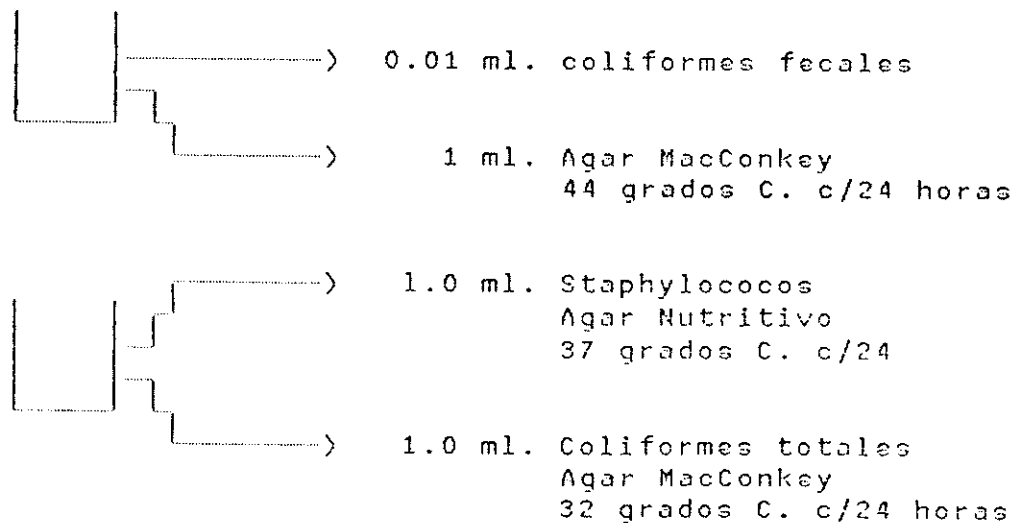 0.01 ml. coliformes fecales
1 ml. Agar MacConkey
44 grados C. c/24 horas
1.0 ml. Staphylococos
Agar Nutritivo
37 grados C. c/24
1.0 ml. Coliformes totales
Agar MacConkey
32 grados C. c/24 horas